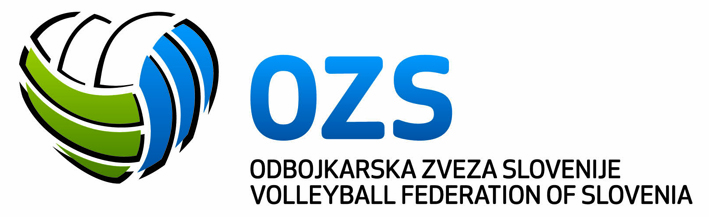 OZS
ODBOJKARSKA ZVEZA SLOVENIJE
VOLLEYBALL FEDERATION OF SLOVENIA